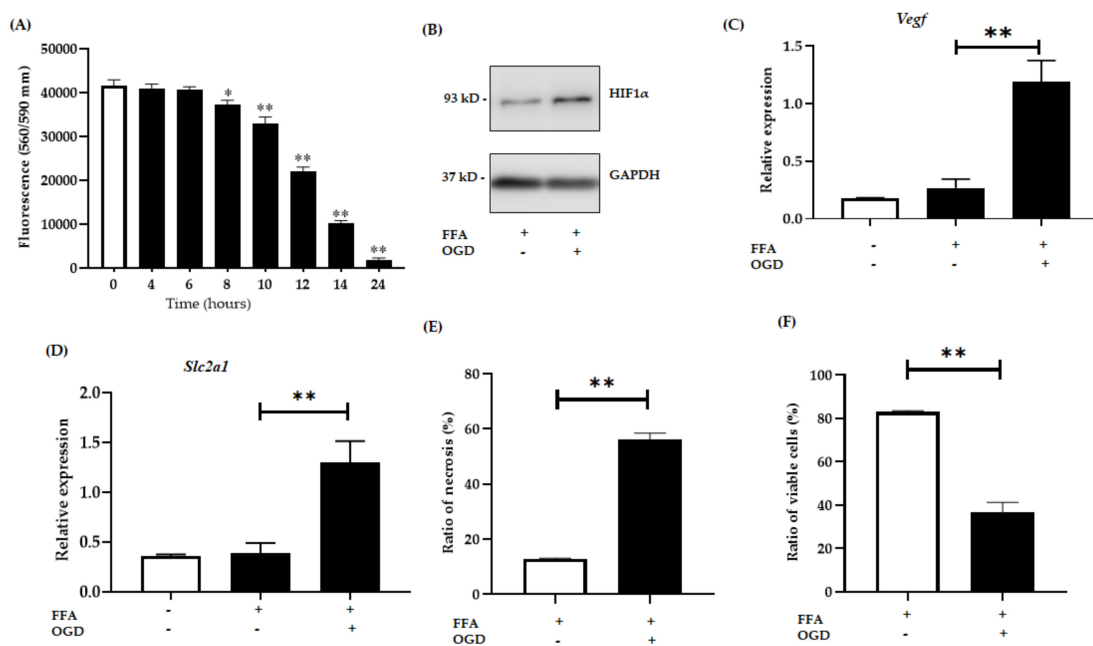 (A)
50000
40000
30000
20000
10000
0
Fluorescence (560/590 mm)
*
**
**
**
**
0 4 6 8 10 12 14 24
Time (hours)
(B)
93 kD -
HIF1α
37 kD -
GAPDH
FFA + +
OGD - +
(C)
Vegf
**
1.5
1.0
0.5
0.0
Relative expression
- + +
FFA
OGD - - +
(D)
Slc2a1
**
2.0
1.5
1.0
0.5
0.0
Relative expression
- + +
FFA
OGD - - +
(E)
**
80
60
40
20
0
Ratio of necrosis (%)
FFA + +
OGD - +
(F)
**
100
80
60
40
20
0
Ratio of viable cells (%)
FFA + +
OGD - +